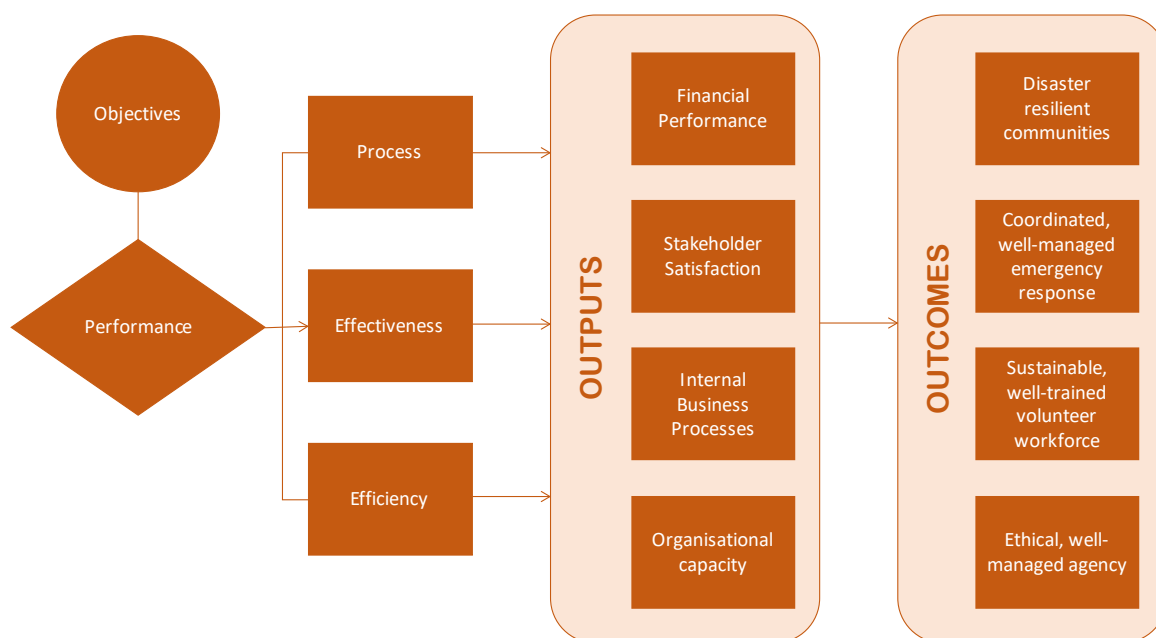 Objectives
Performance
Process
Effectiveness
Efficiency
OUTPUTS
Financial
Performance
Stakeholder
Satisfaction
Internal
Business
Processes
Organisational
capacity
OUTCOMES
Disaster
resilient
communities
Coordinated,
well-managed
emergency
response
Sustainable,
well-trained
volunteer
workforce
Ethical, well-
managed agency